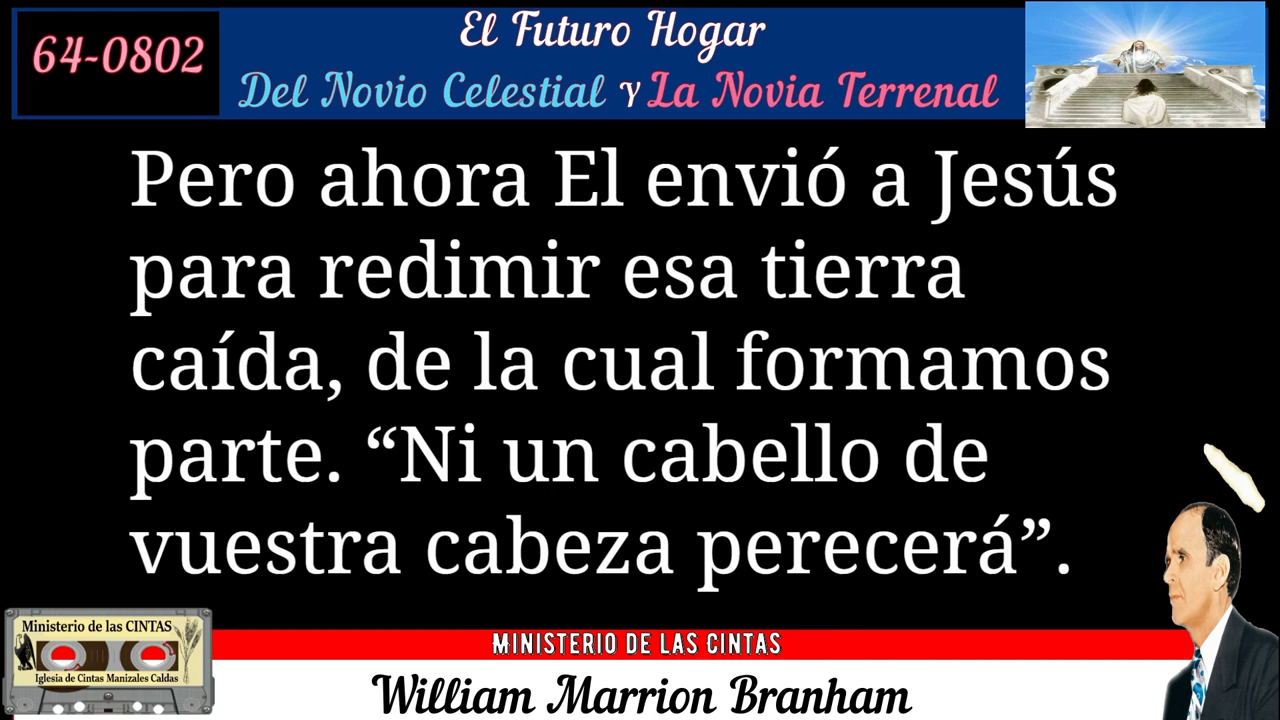 64-0802
El Futuro Hogar
Del Novio Celestial Y La Novia Terrenal
Pero ahora El envió a Jesús
para redimir esa tierra
caída, de la cual formamos
parte. “Ni un cabello de
vuestra cabeza perecerá”.
Ministerio de las CINTAS
Iglesia de Cintas Manizales Caldas
MINISTERIO DE LAS CINTAS
William Marrion Branham